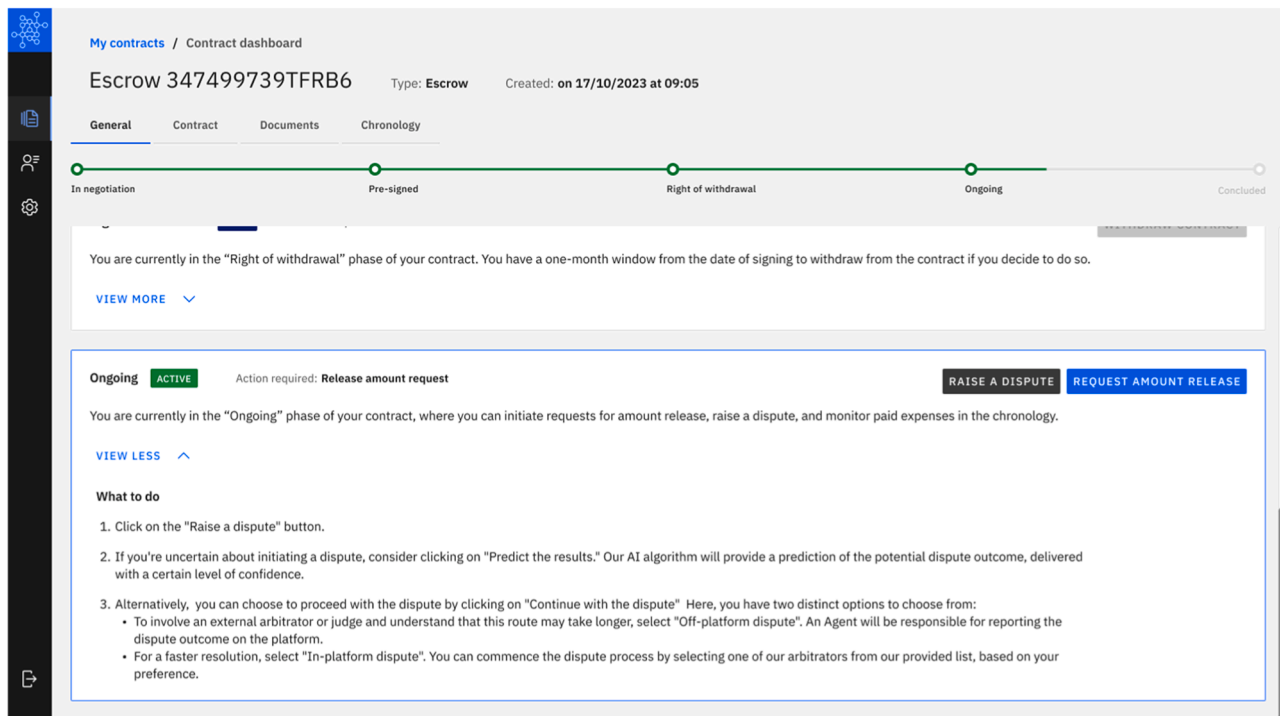 My contracts / Contract dashboard
Escrow 347499739TFRB6 Type: Escrow Created: on 17/10/2023 at 09:05
General Contract Documents Chronology
In negotiation Pre-signed Right of withdrawal Ongoing Concluded
WITHDRAW CONTRACT
You are currently in the “Right of withdrawal” phase of your contract. You have a one-month window from the date of signing to withdraw from the contract if you decide to do so.
VIEW MORE
Ongoing ACTIVE Action required: Release amount request RAISE A DISPUTE REQUEST AMOUNT RELEASE
You are currently in the “Ongoing” phase of your contract, where you can initiate requests for amount release, raise a dispute, and monitor paid expenses in the chronology.
VIEW LESS
What to do
1. Click on the "Raise a dispute" button.
2. If you're uncertain about initiating a dispute, consider clicking on "Predict the results." Our AI algorithm will provide a prediction of the potential dispute outcome, delivered
with a certain level of confidence.
3. Alternatively, you can choose to proceed with the dispute by clicking on "Continue with the dispute" Here, you have two distinct options to choose from:
• To involve an external arbitrator or judge and understand that this route may take longer, select "Off-platform dispute". An Agent will be responsible for reporting the
dispute outcome on the platform.
• For a faster resolution, select "In-platform dispute". You can commence the dispute process by selecting one of our arbitrators from our provided list, based on your
preference.